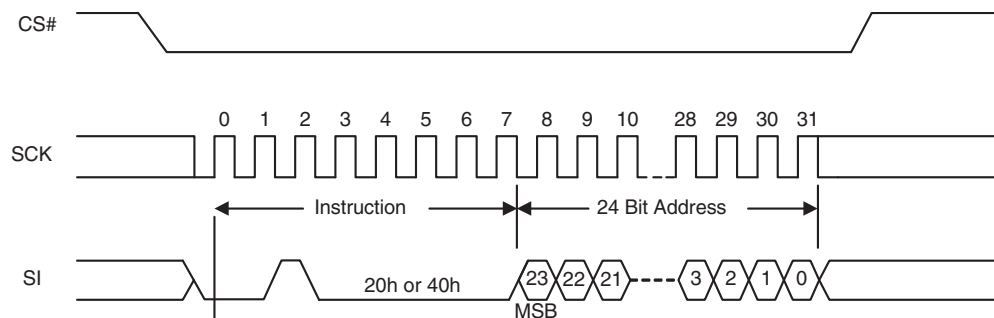 CS#
0 1 2 3 4 5 6 7 8 9 10 28 29 30 31
SCK
Instruction 24 Bit Address
SI 20h or 40h 23 22 21 3 2 1 0
MSB